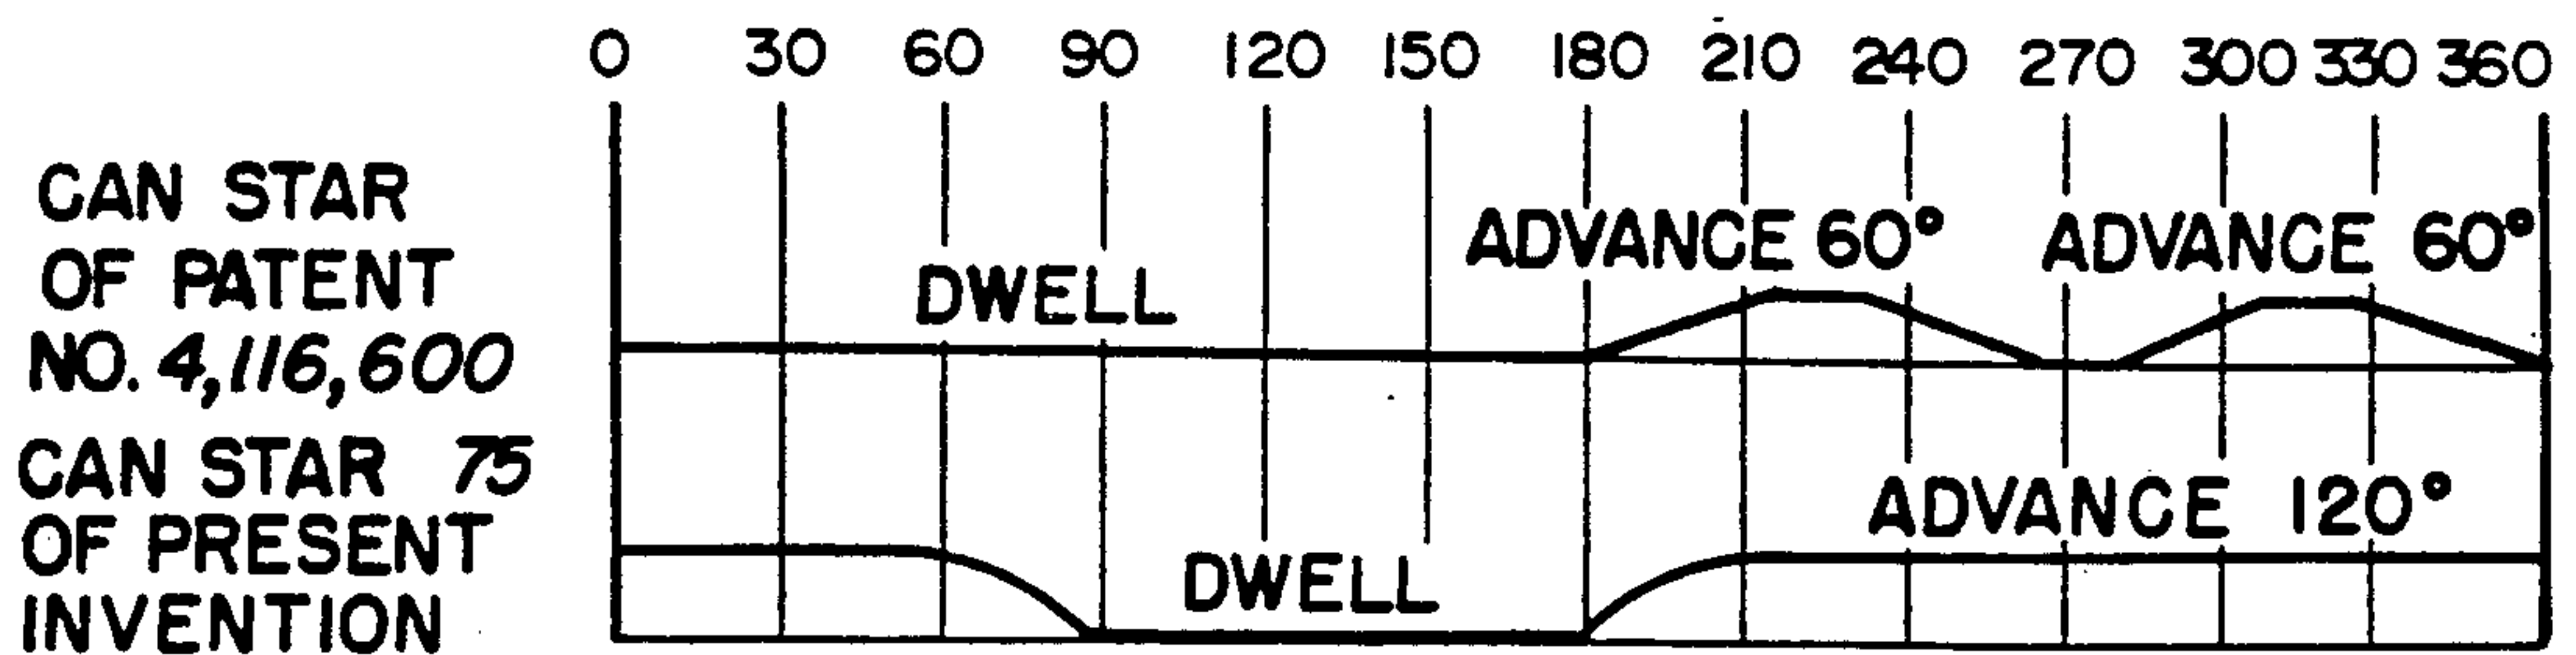 0 30 60 90 120 150 180 210 240 270 300 330 360
CAN STAR
OF PATENT
NO. 4,116,600
DWELL
ADVANCE 60° ADVANCE 60°
CAN STAR 75
OF PRESENT
INVENTION
DWELL
ADVANCE 120°